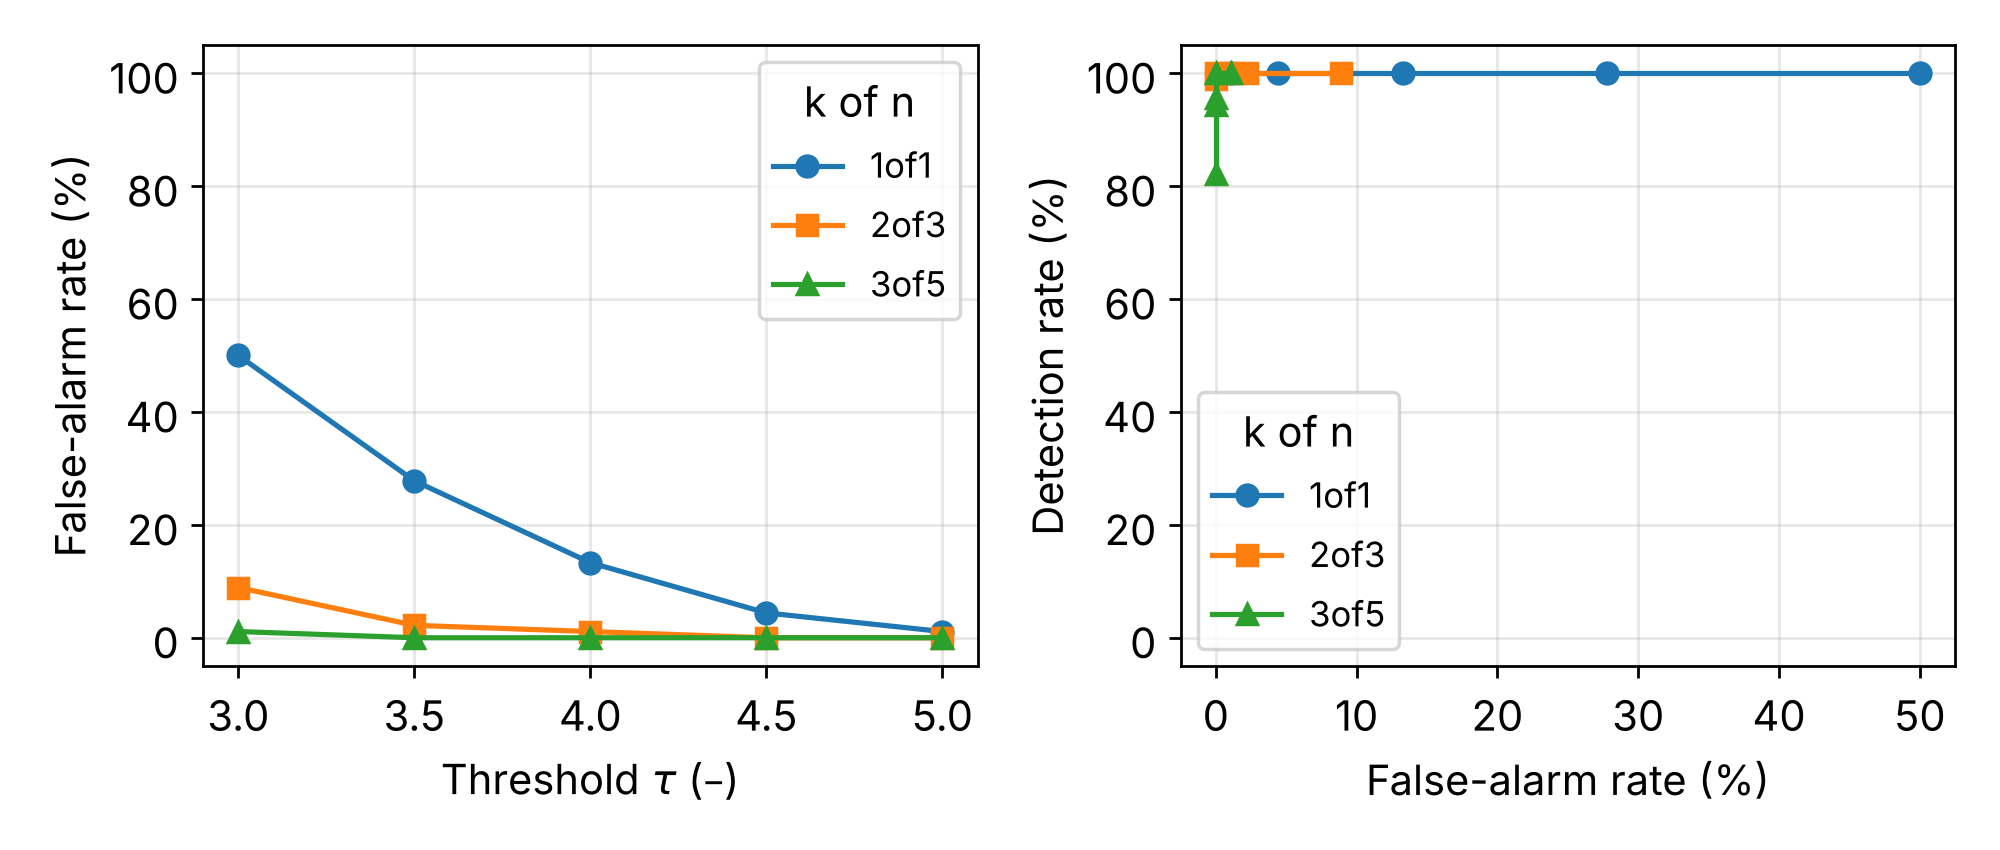 False-alarm rate (%)
100
80
60
40
20
0
k of n
1of1
2of3
3of5
3.0 3.5 4.0 4.5 5.0
Threshold τ (–)
Detection rate (%)
100
80
60
40
20
0
k of n
1of1
2of3
3of5
0 10 20 30 40 50
False-alarm rate (%)